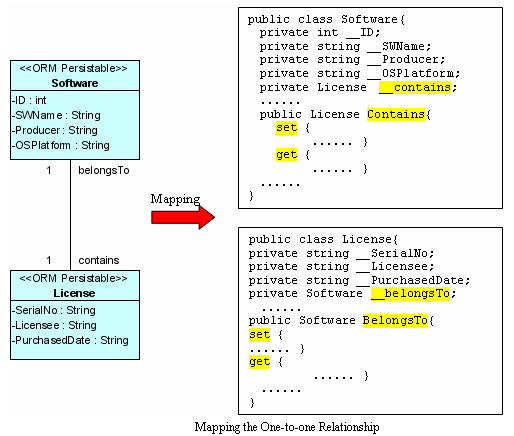 <<ORM Persistable>>
Software
-ID : int
-SWName : String
-Producer : String
-OSPlatform : String
1 belongsTo
1 contains
<<ORM Persistable>>
License
-SerialNo : String
-Licensee : String
-PurchasedDate : String
Mapping
public class Software{
private int __ID;
private string __SWName;
private string __Producer;
private string __OSPlatform;
private License __contains;
......
public License Contains{
set {
...... }
get {
...... }
......
}
public class License{
private string __SerialNo;
private string __Licensee;
private string __PurchasedDate;
private Software __belongsTo;
......
public Software BelongsTo{
set {
...... }
get {
...... }
......
}
Mapping the One-to-one Relationship